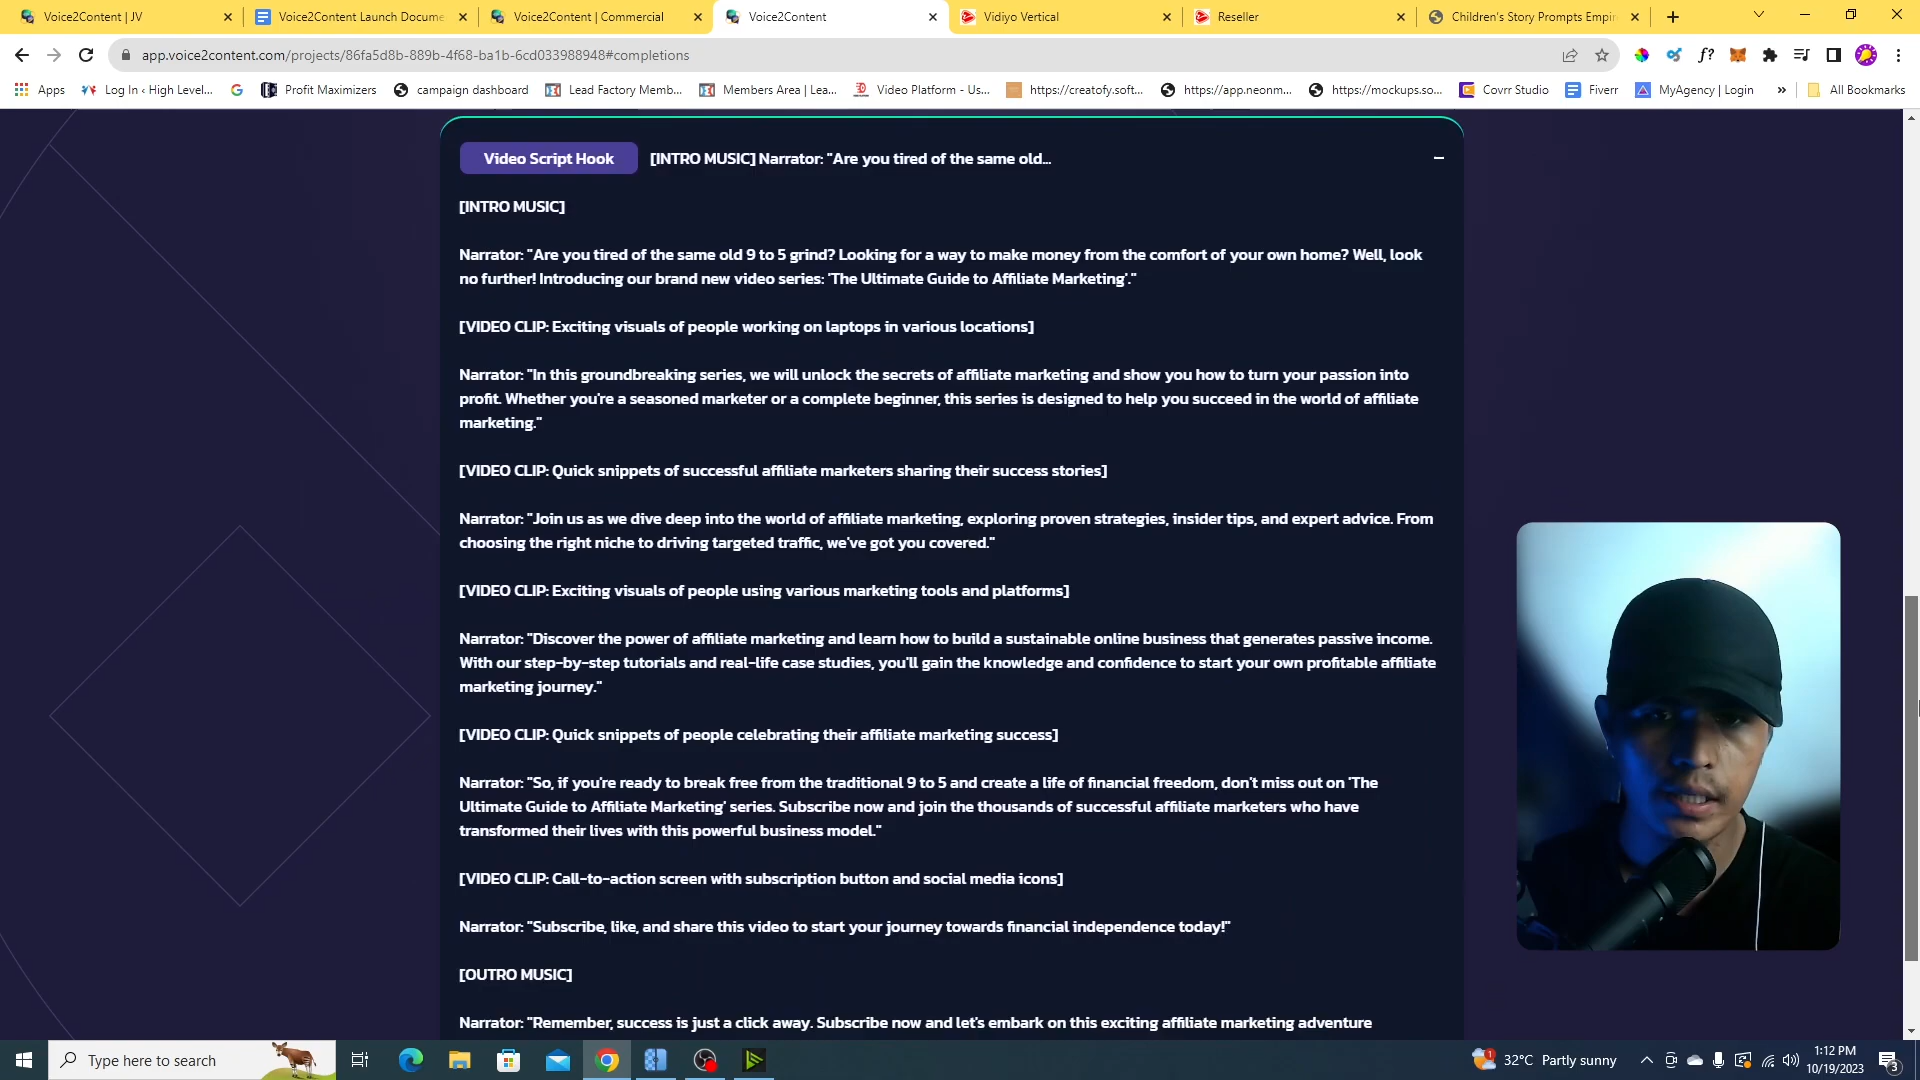 Voice2Content | JV
Voice2Content Launch Docume
Voice2Content | Commercial
Voice2Content
Vidiyo Vertical
Reseller
Children's Story Prompts Empi
app.voice2content.com/projects/86fa5d8b-889b-4f68-ba1b-6cd033988948#completions
Apps
Log In ‹ High Level...
Profit Maximizers
campaign dashboard
Lead Factory Memb...
Members Area | Lea...
Video Platform - Us...
https://creatofy.soft...
https://app.neonm...
https://mockups.so...
Covrr Studio
Fiverr
MyAgency | Login
»
All Bookmarks
Video Script Hook
[INTRO MUSIC] Narrator: "Are you tired of the same old...
[INTRO MUSIC]
Narrator: "Are you tired of the same old 9 to 5 grind? Looking for a way to make money from the comfort of your own home? Well, look
no further! Introducing our brand new video series: 'The Ultimate Guide to Affiliate Marketing'."
[VIDEO CLIP: Exciting visuals of people working on laptops in various locations]
Narrator: "In this groundbreaking series, we will unlock the secrets of affiliate marketing and show you how to turn your passion into
profit. Whether you're a seasoned marketer or a complete beginner, this series is designed to help you succeed in the world of affiliate
marketing."
[VIDEO CLIP: Quick snippets of successful affiliate marketers sharing their success stories]
Narrator: "Join us as we dive deep into the world of affiliate marketing, exploring proven strategies, insider tips, and expert advice. From
choosing the right niche to driving targeted traffic, we've got you covered."
[VIDEO CLIP: Exciting visuals of people using various marketing tools and platforms]
Narrator: "Discover the power of affiliate marketing and learn how to build a sustainable online business that generates passive income.
With our step-by-step tutorials and real-life case studies, you'll gain the knowledge and confidence to start your own profitable affiliate
marketing journey."
[VIDEO CLIP: Quick snippets of people celebrating their affiliate marketing success]
Narrator: "So, if you're ready to break free from the traditional 9 to 5 and create a life of financial freedom, don't miss out on 'The
Ultimate Guide to Affiliate Marketing' series. Subscribe now and join the thousands of successful affiliate marketers who have
transformed their lives with this powerful business model."
[VIDEO CLIP: Call-to-action screen with subscription button and social media icons]
Narrator: "Subscribe, like, and share this video to start your journey towards financial independence today!"
[OUTRO MUSIC]
Narrator: "Remember, success is just a click away. Subscribe now and let's embark on this exciting affiliate marketing adventure
Type here to search
1
32°C Partly sunny
1:12 PM
10/19/2023
3